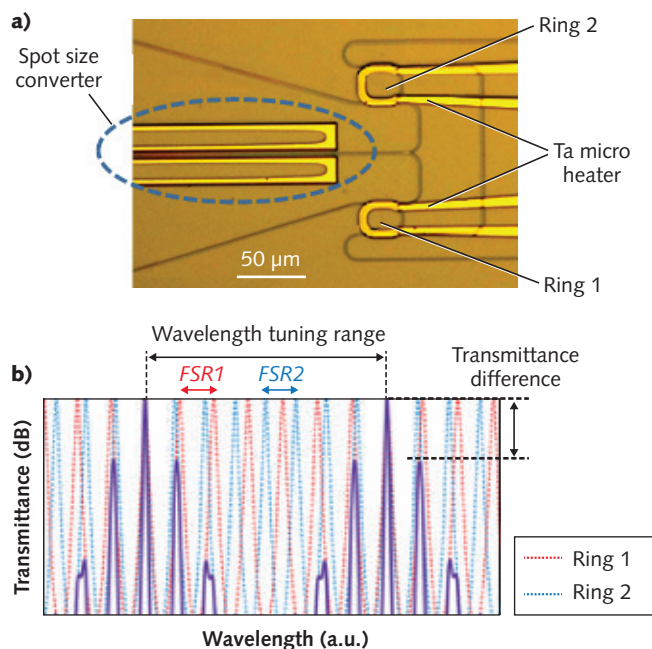 a)
Ring 2
Spot size
converter
Ta micro
heater
50 µm
Ring 1
Wavelength tuning range
Transmittance
difference
b)
FSR1
FSR2
Transmittance (dB)
Ring 1
Ring 2
Wavelength (a.u.)